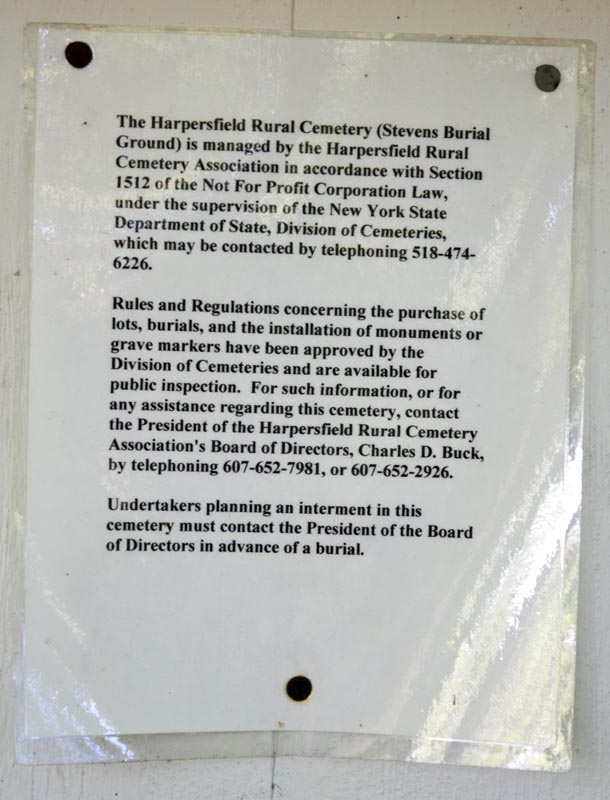 The Harpersfield Rural Cemetery (Stevens Burial
Ground) is managed by the Harpersfield Rural
Cemetery Association in accordance with Section
1512 of the Not For Profit Corporation Law,
under the supervision of the New York State
Department of State, Division of Cemeteries,
which may be contacted by telephoning 518-474-
6226.
Rules and Regulations concerning the purchase of
lots, burials, and the installation of monuments or
grave markers have been approved by the
Division of Cemeteries and are available for
public inspection.  For such information, or for
any assistance regarding this cemetery, contact
the President of the Harpersfield Rural Cemetery
Association's Board of Directors, Charles D. Buck,
by telephoning 607-652-7981, or 607-652-2926.
Undertakers planning an interment in this
cemetery must contact the President of the Board
of Directors in advance of a burial.